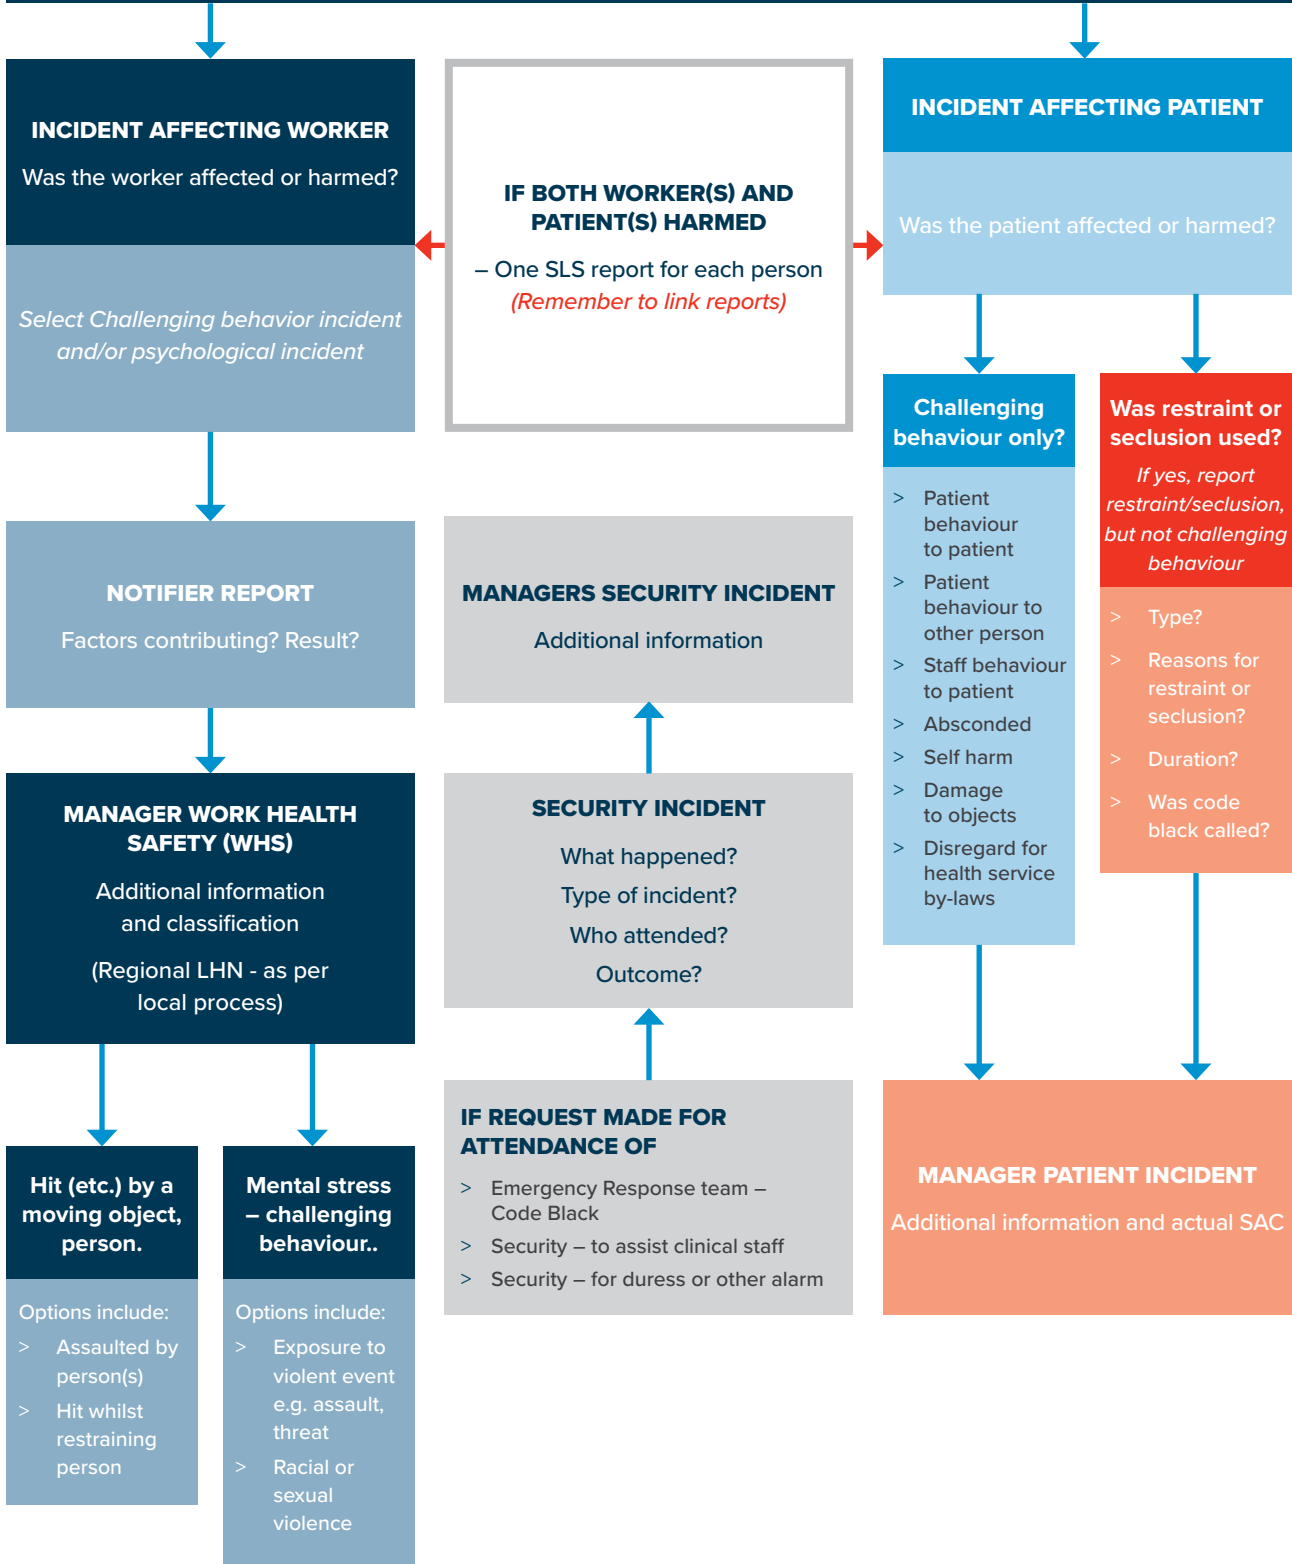 INCIDENT AFFECTING WORKER
Was the worker affected or harmed?
Select Challenging behavior incident
and/or psychological incident
IF BOTH WORKER(S) AND
PATIENT(S) HARMED
– One SLS report for each person
(Remember to link reports)
INCIDENT AFFECTING PATIENT
Was the patient affected or harmed?
Challenging
behaviour only?
> Patient
behaviour
to patient
> Patient
behaviour to
other person
> Staff behaviour
to patient
> Absconded
> Self harm
> Damage
to objects
> Disregard for
health service
by-laws
Was restraint or
seclusion used?
If yes, report
restraint/seclusion,
but not challenging
behaviour
> Type?
> Reasons for
restraint or
seclusion?
> Duration?
> Was code
black called?
NOTIFIER REPORT
Factors contributing? Result?
MANAGERS SECURITY INCIDENT
Additional information
MANAGER WORK HEALTH
SAFETY (WHS)
Additional information
and classification
(Regional LHN - as per
local process)
SECURITY INCIDENT
What happened?
Type of incident?
Who attended?
Outcome?
IF REQUEST MADE FOR
ATTENDANCE OF
> Emergency Response team –
Code Black
> Security – to assist clinical staff
> Security – for duress or other alarm
MANAGER PATIENT INCIDENT
Additional information and actual SAC
Hit (etc.) by a
moving object,
person.
Options include:
> Assaulted by
person(s)
> Hit whilst
restraining
person
Mental stress
– challenging
behaviour..
Options include:
> Exposure to
violent event
e.g. assault,
threat
> Racial or
sexual
violence